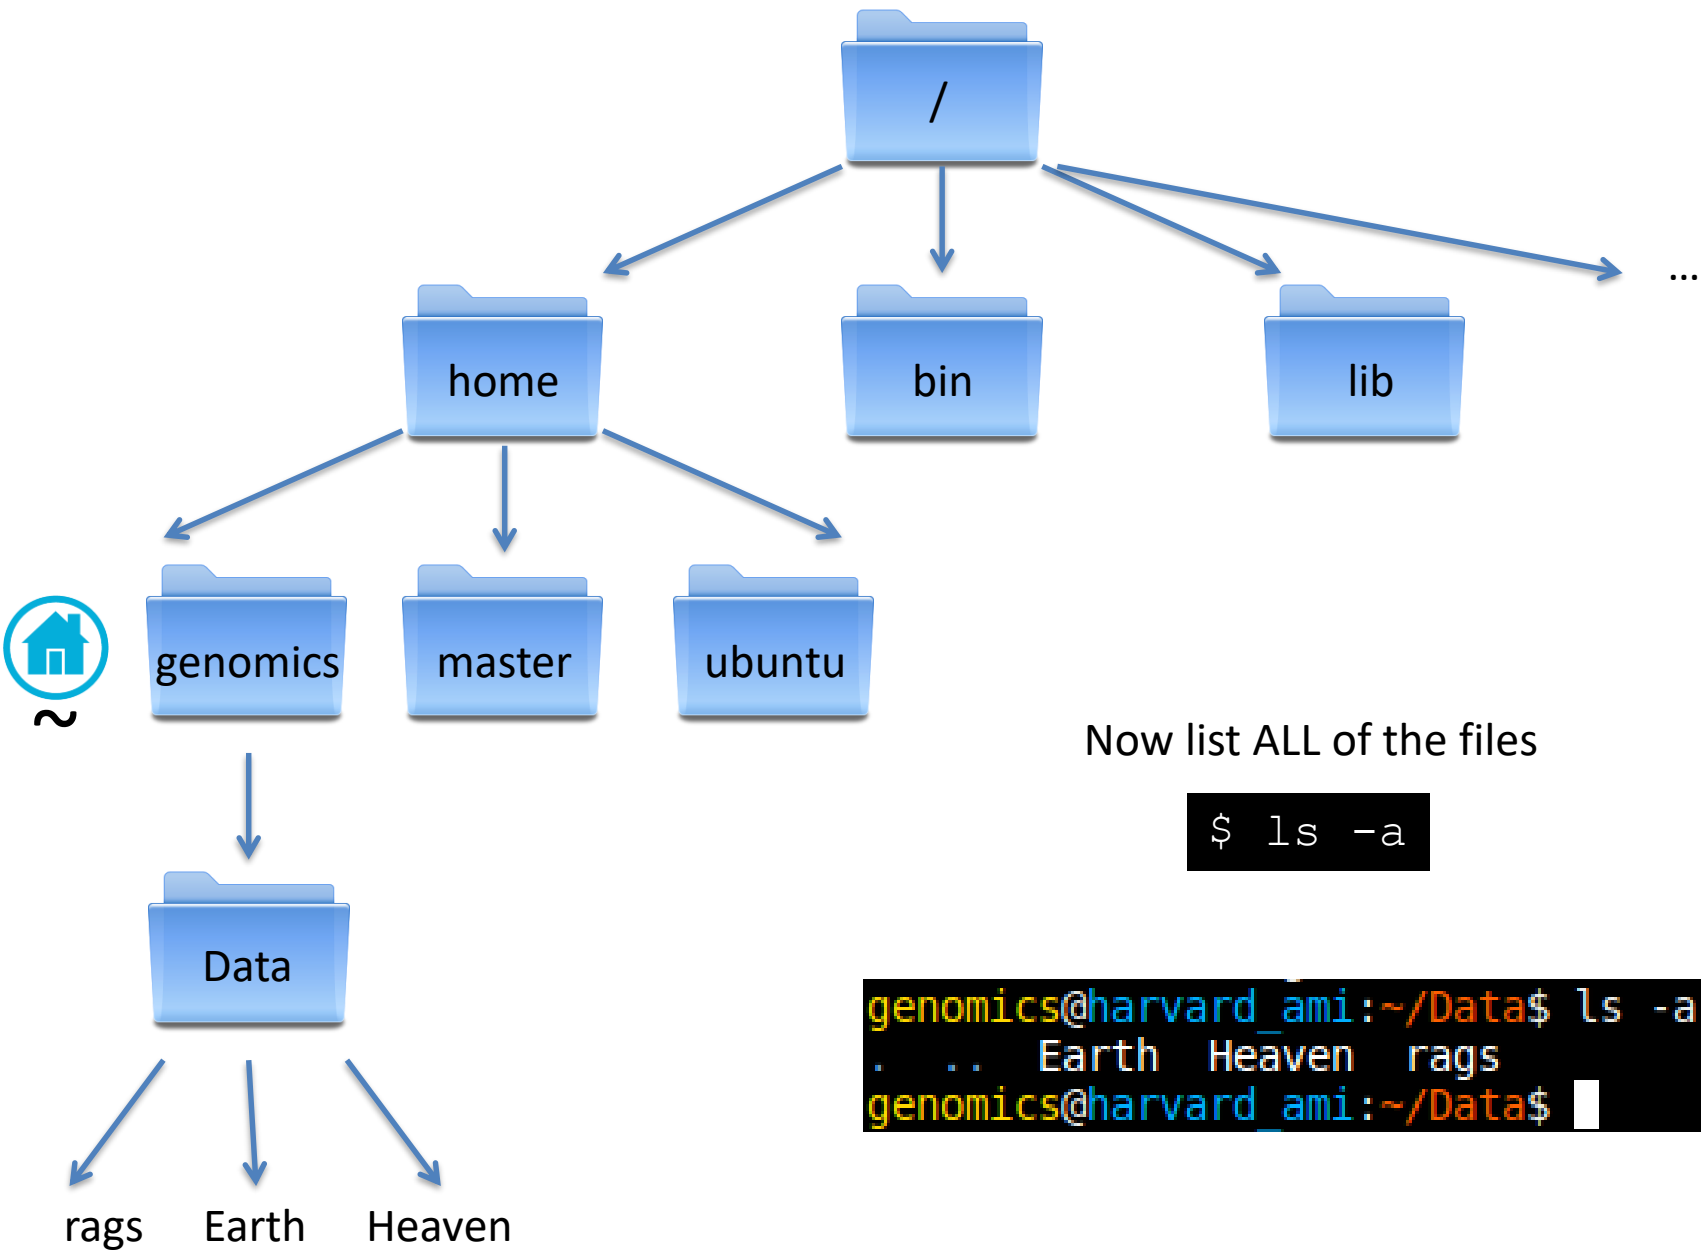 /
...
home
bin
lib
genomics
master
ubuntu
~
Now list ALL of the files
$ ls -a
Data
genomics@harvard_ami:~/Data$ ls -a
.  ..  Earth  Heaven  rags
genomics@harvard_ami:~/Data$
rags
Earth
Heaven